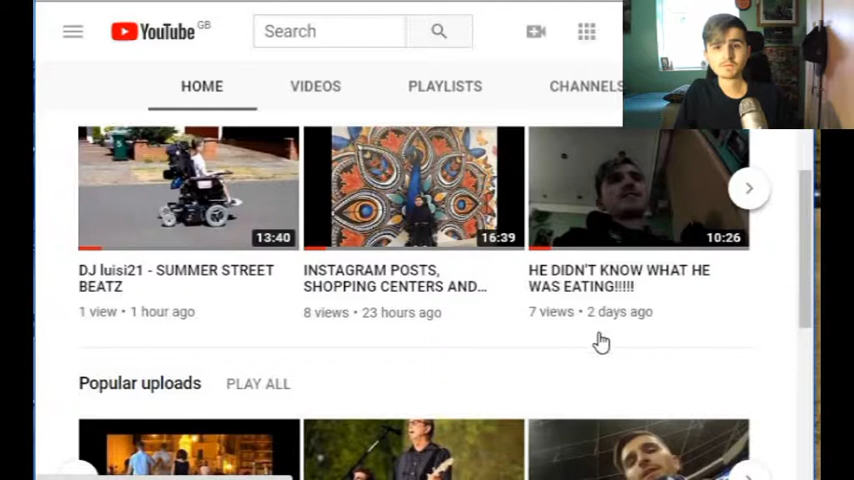 YouTube GB
Search
HOME VIDEOS PLAYLISTS CHANNELS
13:40 16:39 10:26
DJ luisi21 - SUMMER STREET BEATZ
1 view • 1 hour ago
INSTAGRAM POSTS, SHOPPING CENTERS AND...
8 views • 23 hours ago
HE DIDN'T KNOW WHAT HE WAS EATING!!!!!
7 views • 2 days ago
Popular uploads PLAY ALL